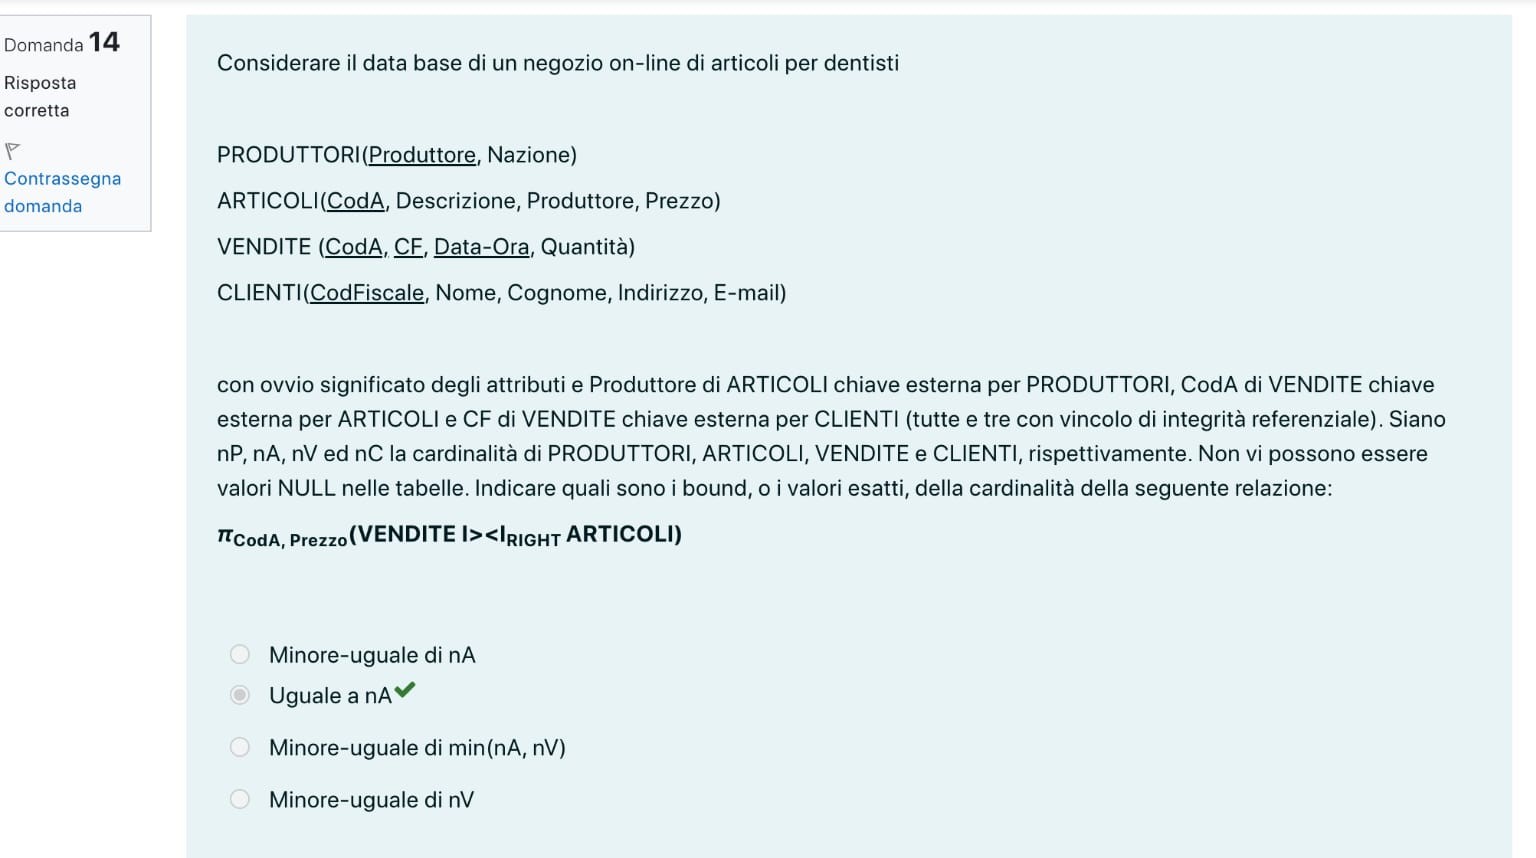 Domanda 14
Risposta
corretta
Contrassegna
domanda
Considerare il data base di un negozio on-line di articoli per dentisti
PRODUTTORI(Produttore, Nazione)
ARTICOLI(CodA, Descrizione, Produttore, Prezzo)
VENDITE (CodA, CF, Data-Ora, Quantità)
CLIENTI(CodFiscale, Nome, Cognome, Indirizzo, E-mail)
con ovvio significato degli attributi e Produttore di ARTICOLI chiave esterna per PRODUTTORI, CodA di VENDITE chiave
esterna per ARTICOLI e CF di VENDITE chiave esterna per CLIENTI (tutte e tre con vincolo di integrità referenziale). Siano
nP, nA, nV ed nC la cardinalità di PRODUTTORI, ARTICOLI, VENDITE e CLIENTI, rispettivamente. Non vi possono essere
valori NULL nelle tabelle. Indicare quali sono i bound, o i valori esatti, della cardinalità della seguente relazione:
πCodA, Prezzo(VENDITE I><IRIGHT ARTICOLI)
Minore-uguale di nA
Uguale a nA
Minore-uguale di min(nA, nV)
Minore-uguale di nV